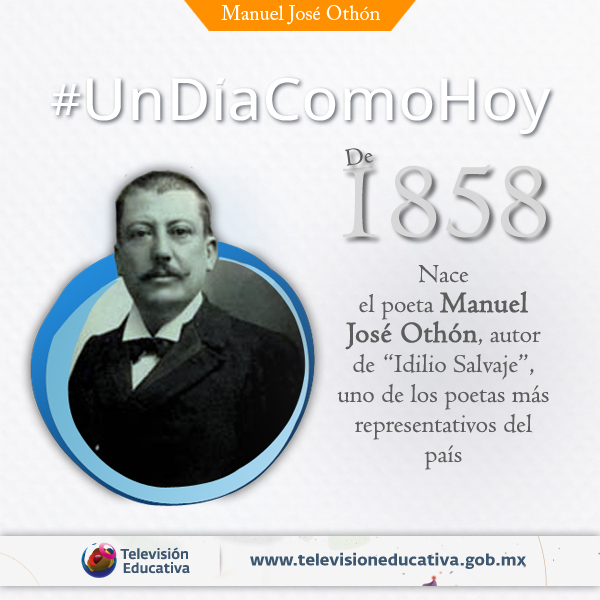 Manuel José Othón
#UnDiaComoHoy
De
1858
Nace
el poeta Manuel
José Othón, autor
de “Idilio Salvaje”,
uno de los poetas más
representativos del
país
Televisión
Educativa
www.televisioneducativa.gob.mx